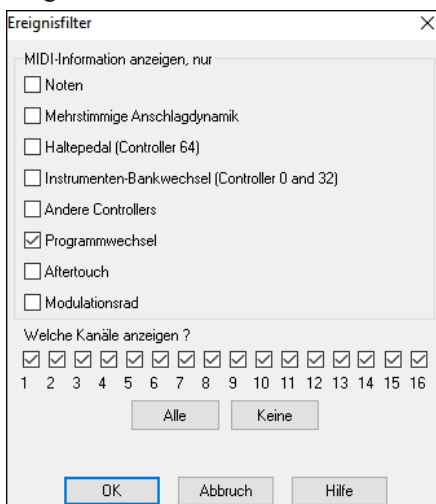 Ereignisfilter
MIDI-Information anzeigen, nur
Noten
Mehrstimmige Anschlagdynamik
Haltepedal (Controller 64)
Instrumenten-Bankwechsel (Controller 0 and 32)
Andere Controllers
Programmwechsel
Aftertouch
Modulationsrad
Welche Kanäle anzeigen ?
1 2 3 4 5 6 7 8 9 10 11 12 13 14 15 16
Alle Keine
OK Abbruch Hilfe